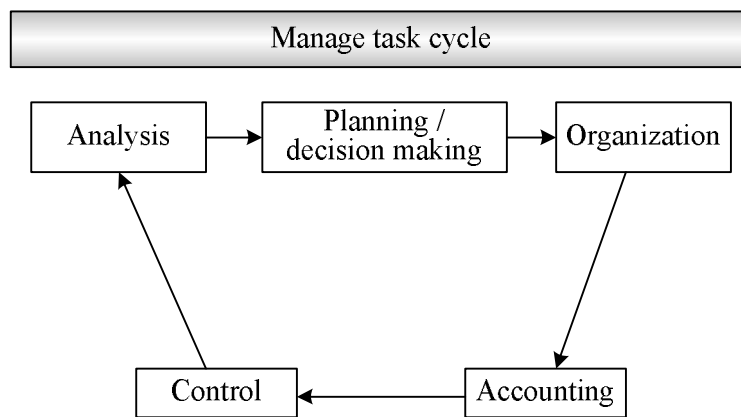 Manage task cycle
Analysis
Planning /
decision making
Organization
Control
Accounting